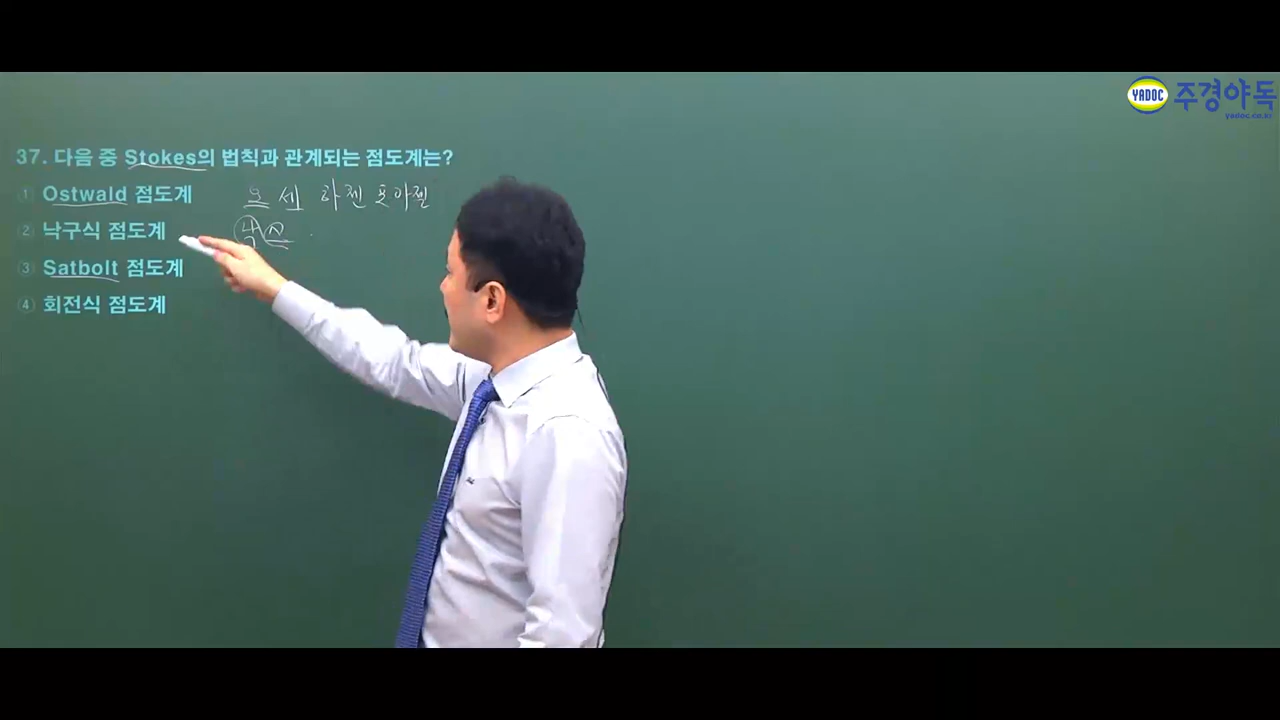 YADOC 주경야독
yadoc.co.kr
37. 다음 중 Stokes의 법칙과 관계되는 점도계는?
① Ostwald 점도계 오 세 하겐 포아젤
② 낙구식 점도계 낙스
③ Satbolt 점도계
④ 회전식 점도계